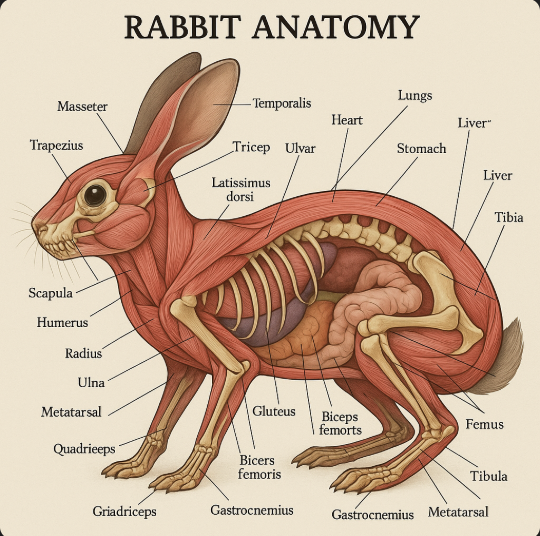 RABBIT ANATOMY
Masseter
Temporalis
Lungs
Heart
Liver"
Trapezius
Tricep
Ulvar
Stomach
Latissimus
dorsi
Liver
Tibia
Scapula
Humerus
Radius
Ulna
Metatarsal
Gluteus
Biceps
femorts
Femus
Quadrieeps
Bicers
femoris
Tibula
Griadriceps
Gastrocnemius
Gastrocnemius
Metatarsal